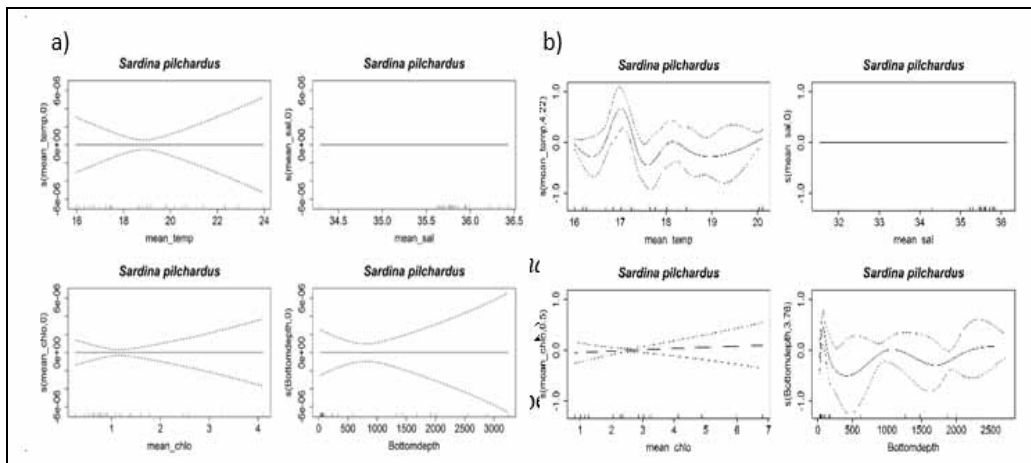 a)
Sardina pilchardus
s(mean_temp,0)
6e-06
0e+00
-6e-06
16 18 20 22 24
mean_temp
Sardina pilchardus
s(mean_sal,0)
6e-06
0e+00
-6e-06
34.5 35.0 35.5 36.0 36.5
mean_sal
Sardina pilchardus
s(mean_chlo,0)
6e-06
0e+00
-6e-06
1 2 3 4
mean_chlo
Sardina pilchardus
s(Bottomdepth,0)
6e-06
0e+00
-6e-06
0 500 1000 1500 2000 2500 3000
Bottomdepth
b)
Sardina pilchardus
s(mean_temp,4.22)
1.0
0.0
-1.0
16 17 18 19 20
mean temp
Sardina pilchardus
s(mean sal,0)
1.0
0.0
-1.0
32 33 34 35 36
mean sal
Sardina pilchardus
s(mean_chlo,0.5)
1.0
0.0
-1.0
1 2 3 4 5 6 7
mean chlo
Sardina pilchardus
s(Bottomdepth,3.76)
1.0
0.0
-1.0
0 500 1000 1500 2000 2500
Bottomdepth